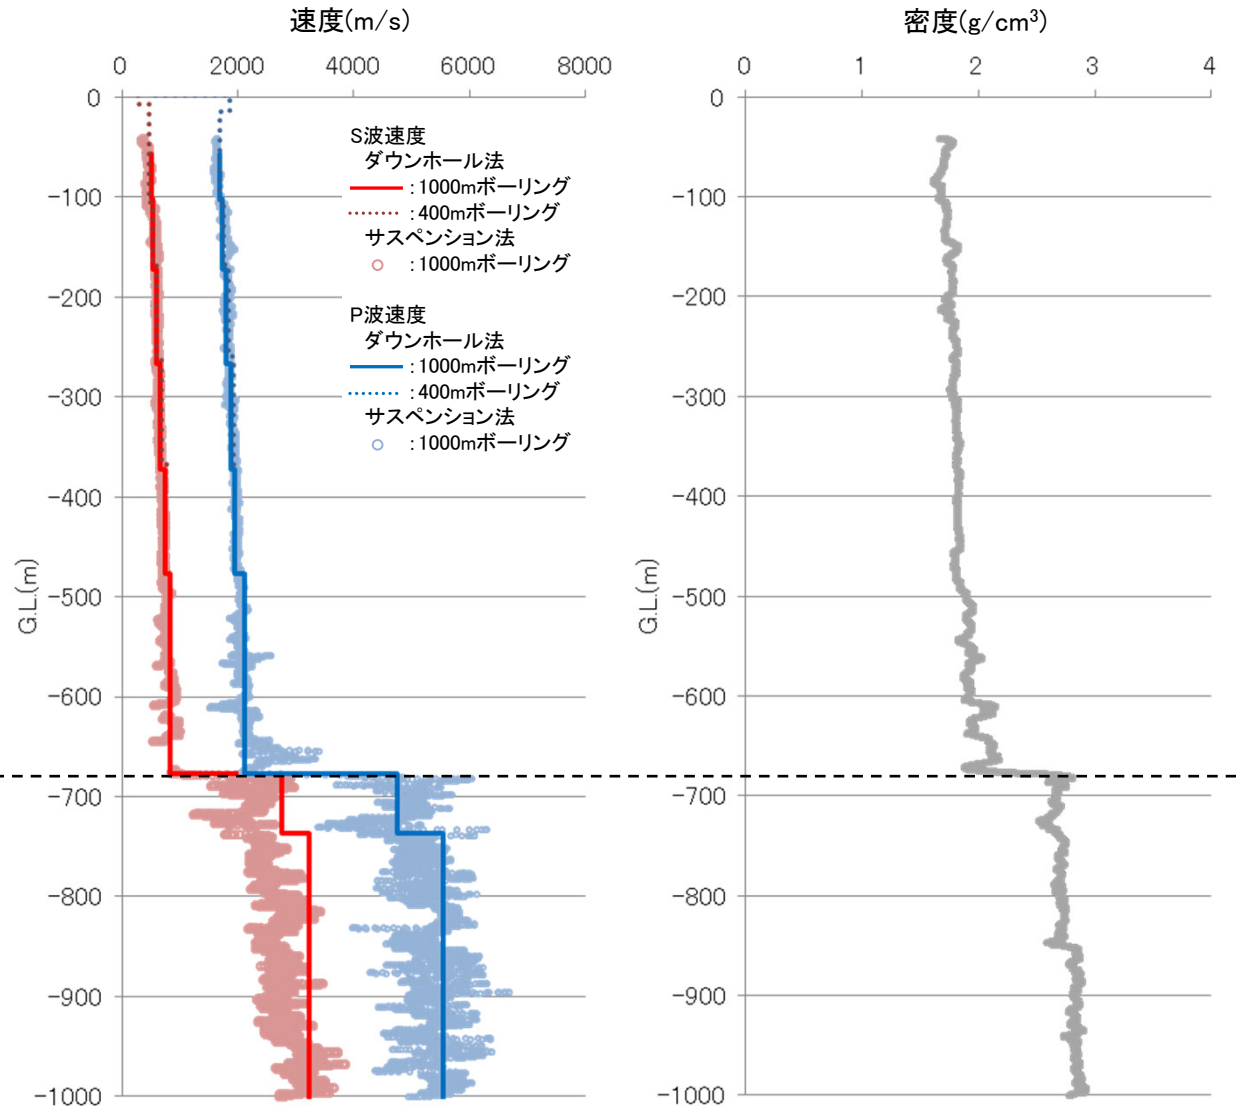 速度(m/s)
0 2000 4000 6000 8000
0
-100
-200
-300
-400
-500
-600
-700
-800
-900
-1000
G.L.(m)
S波速度
ダウンホール法
:1000mボーリング
:400mボーリング
サスペンション法
:1000mボーリング
P波速度
ダウンホール法
:1000mボーリング
:400mボーリング
サスペンション法
:1000mボーリング
密度(g/cm³)
0 1 2 3 4
0
-100
-200
-300
-400
-500
-600
-700
-800
-900
-1000
G.L.(m)